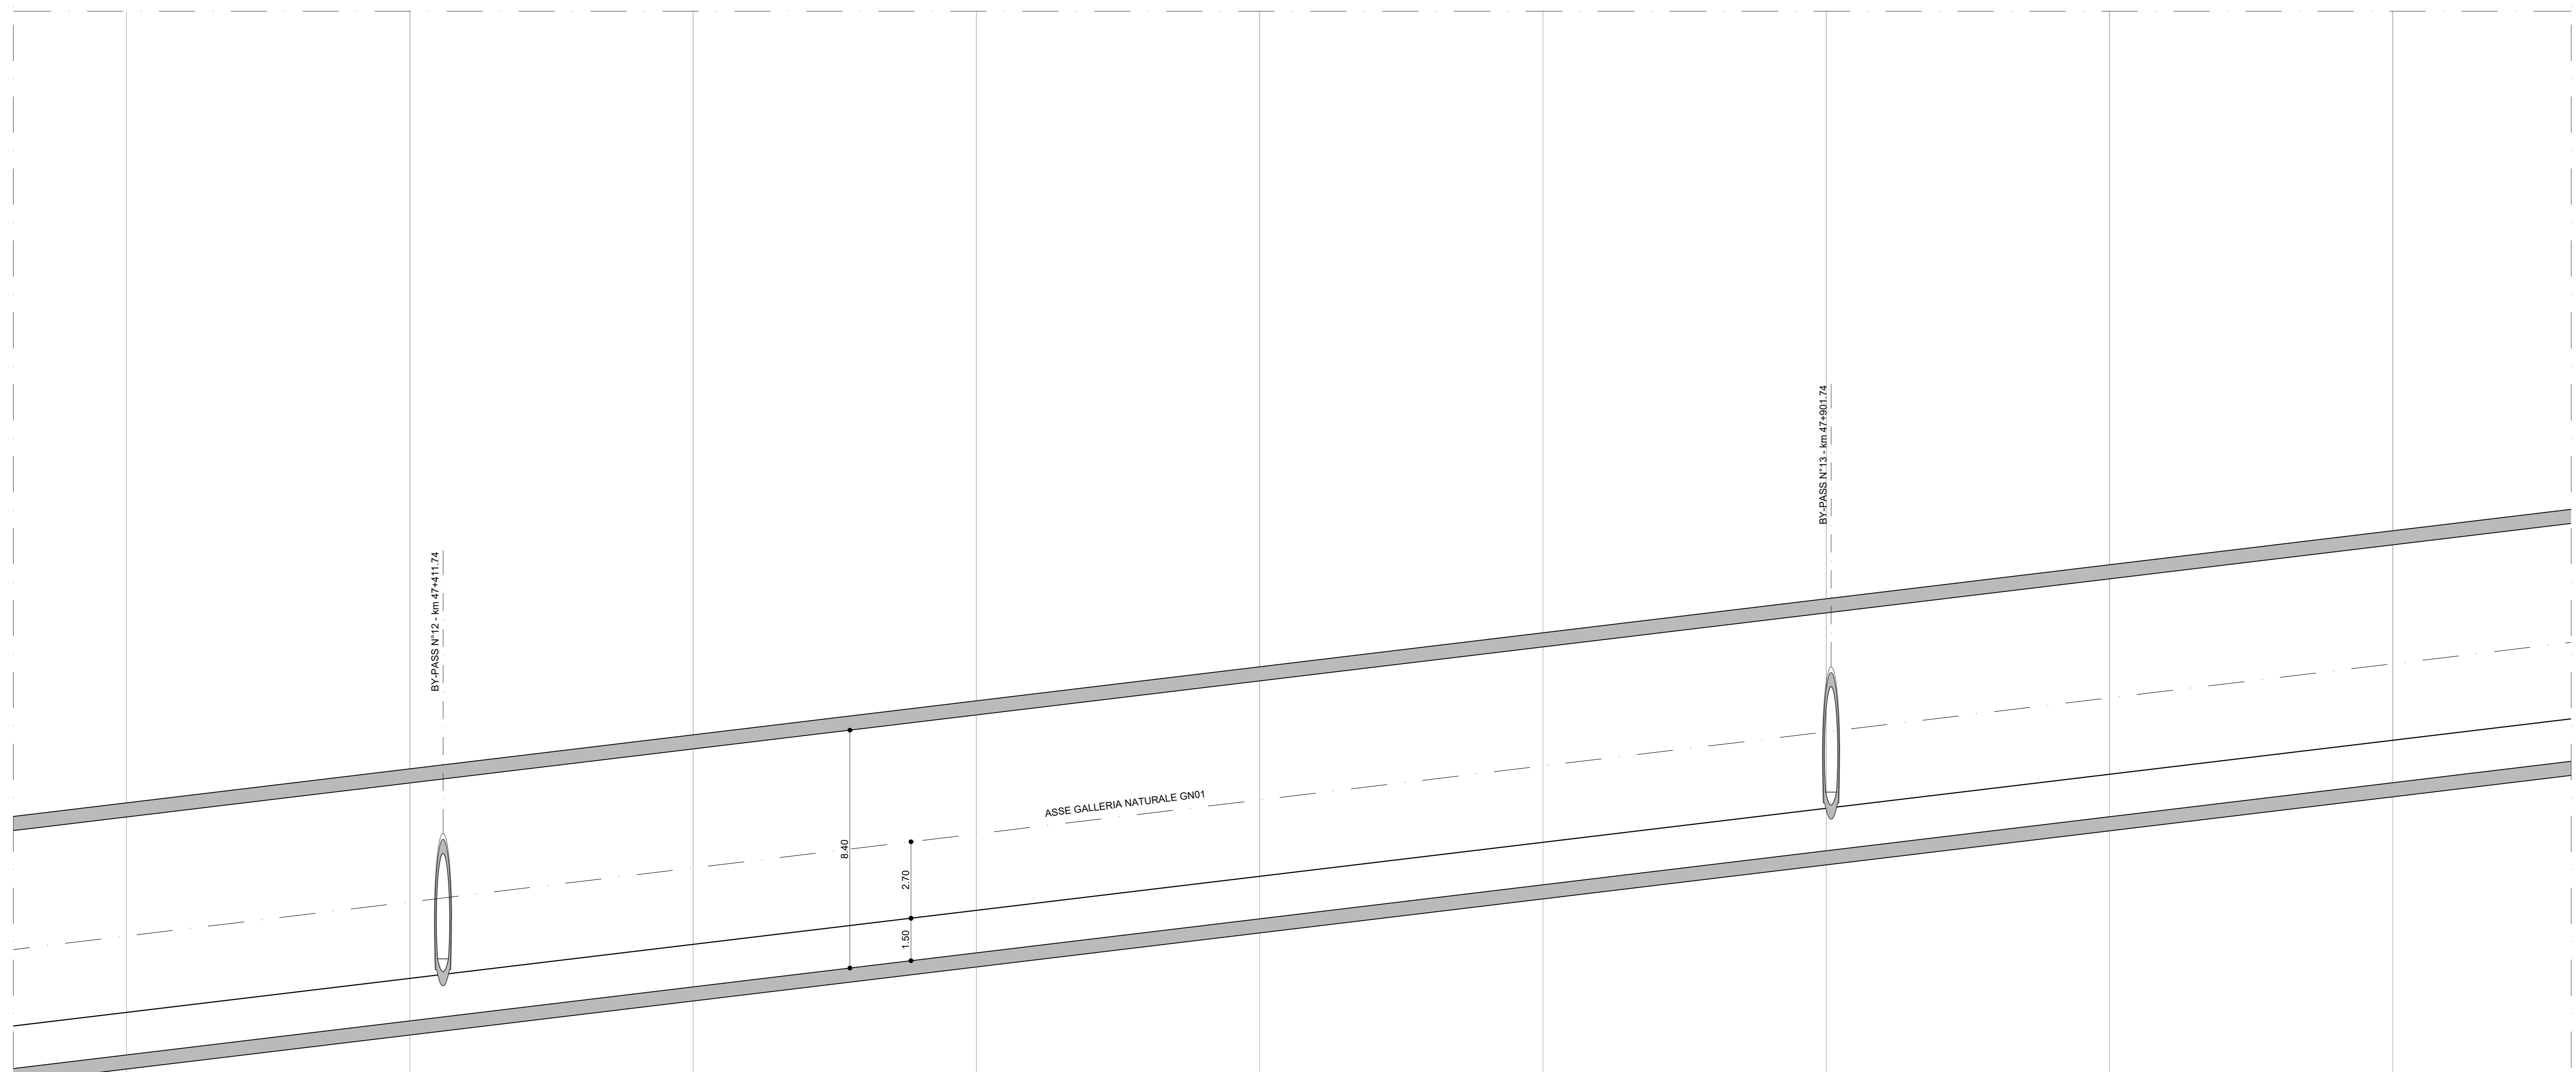 BY-PASS N°12 - km 47+411.74
8.40
2.70
1.50
ASSE GALLERIA NATURALE GN01
BY-PASS N°13 - km 47+901.74